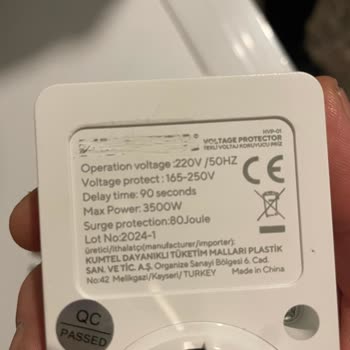 HVP-01
VOLTAGE PROTECTOR
TEKLİ VOLTAJ KORUYUCU PRİZ
Operation voltage :220V /50HZ
Voltage protect : 165-250V
Delay time: 90 seconds
Max Power: 3500W
Surge protection:80Joule
Lot No:2024-1
üretici/ithalatçı(manufacturer/importer):
KUMTEL DAYANIKLI TÜKETİM MALLARI PLASTİK
SAN. VE TİC. A.Ş. Organize Sanayi Bölgesi 6. Cad.
No:42 Melikgazi/Kayseri/TURKEY Made in China
CE
QC
PASSED